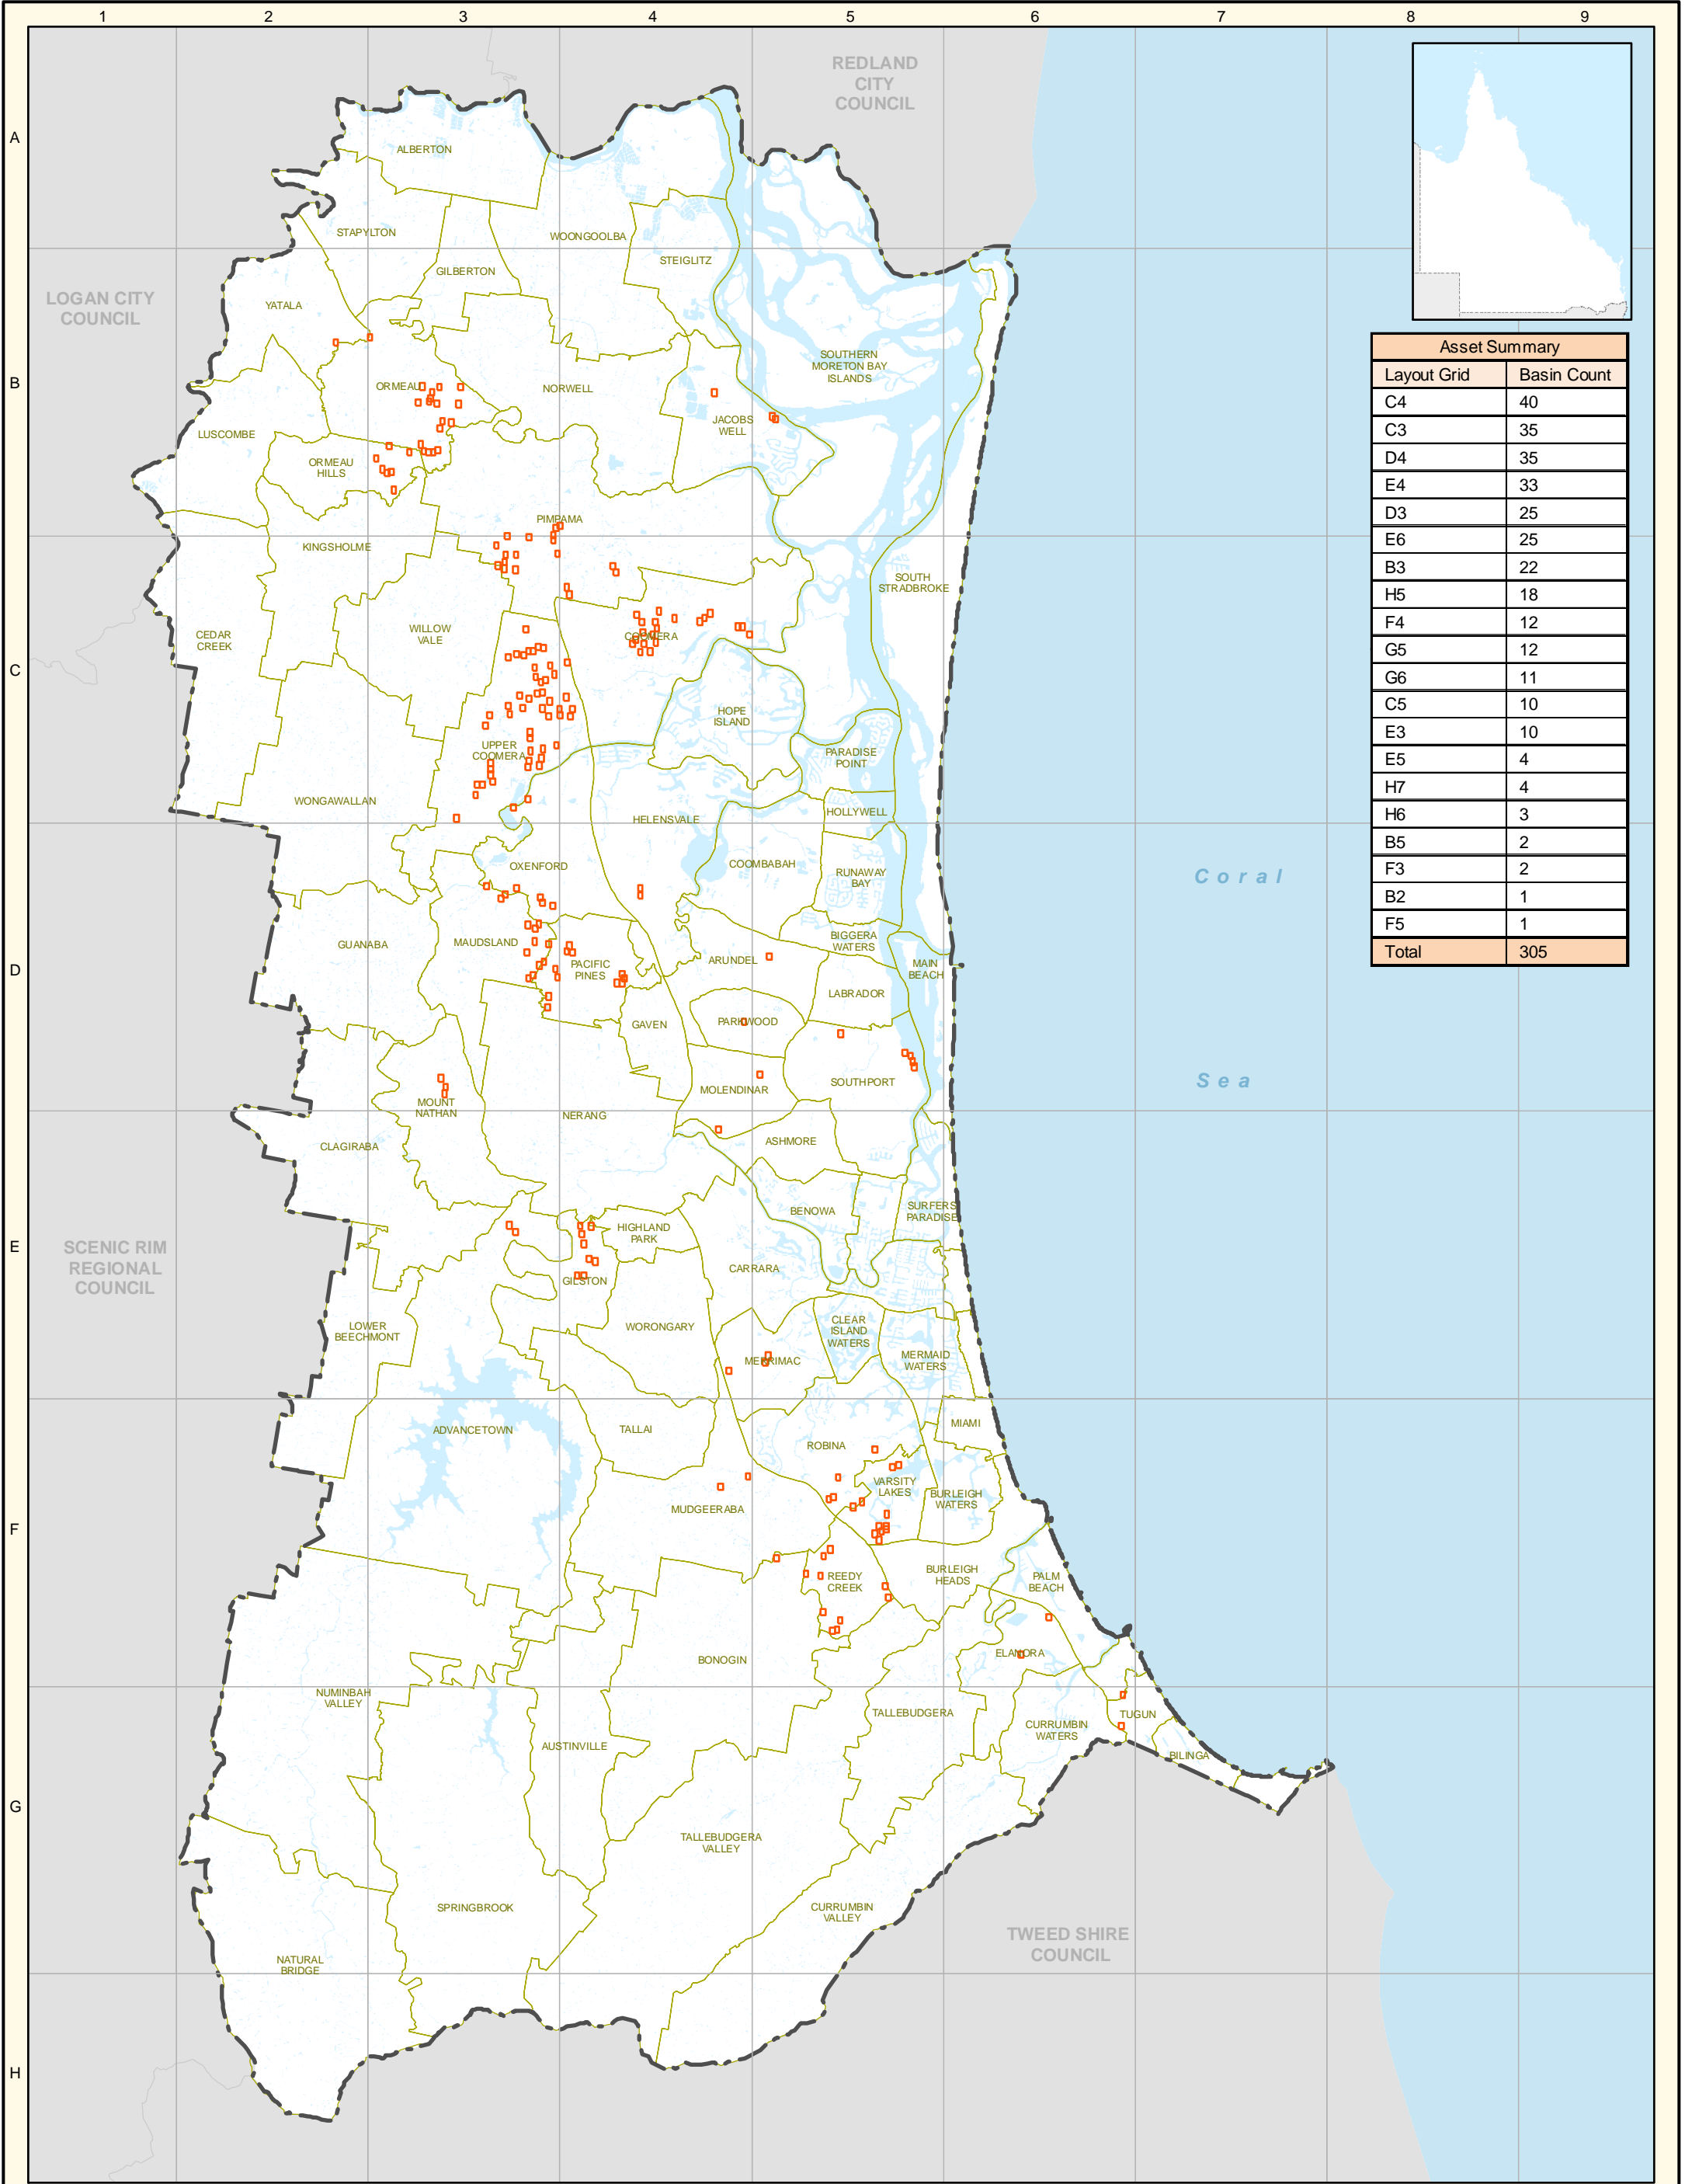 1 2 3 4 5 6 7 8 9
A
B
C
D
E
F
G
H
REDLAND
CITY
COUNCIL
LOGAN CITY
COUNCIL
SCENIC RIM
REGIONAL
COUNCIL
TWEED SHIRE
COUNCIL
Coral
Sea
ALBERTON
STAPYLTON
WOONGOOLBA
STEIGLITZ
GILBERTON
YATALA
SOUTHERN
MORETON BAY
ISLANDS
ORMEAU
NORWELL
JACOBS
WELL
LUSCOMBE
ORMEAU
HILLS
PIMPAMA
KINGSHOLME
SOUTH
STRADBROKE
CEDAR
CREEK
WILLOW
VALE
COOMERA
HOPE
ISLAND
UPPER
COOMERA
PARADISE
POINT
WONGAWALLAN
HELENSVALE
HOLLYWELL
COOMBABAH
OXENFORD
RUNAWAY
BAY
GUANABA
MAUDSLAND
PACIFIC
PINES
ARUNDEL
BIGGERA
WATERS
MAIN
BEACH
LABRADOR
GAVEN
PARKWOOD
MOLENDINAR
SOUTHPORT
MOUNT
NATHAN
NERANG
CLAGIRABA
ASHMORE
BENOWA
SURFERS
PARADISE
HIGHLAND
PARK
GILSTON
CARRARA
LOWER
BEECHMONT
WORONGARY
CLEAR
ISLAND
WATERS
MERRIMAC
MERMAID
WATERS
ADVANCETOWN
TALLAI
ROBINA
MIAMI
VARSITY
LAKES
BURLEIGH
WATERS
MUDGEERABA
REEDY
CREEK
BURLEIGH
HEADS
PALM
BEACH
BONOGIN
ELANORA
NUMINBAH
VALLEY
TALLEBUDGERA
TUGUN
CURRUMBIN
WATERS
AUSTINVILLE
BILINGA
TALLEBUDGERA
VALLEY
SPRINGBROOK
CURRUMBIN
VALLEY
NATURAL
BRIDGE
Asset Summary
Layout Grid Basin Count
C4 40
C3 35
D4 35
E4 33
D3 25
E6 25
B3 22
H5 18
F4 12
G5 12
G6 11
C5 10
E3 10
E5 4
H7 4
H6 3
B5 2
F3 2
B2 1
F5 1
Total 305